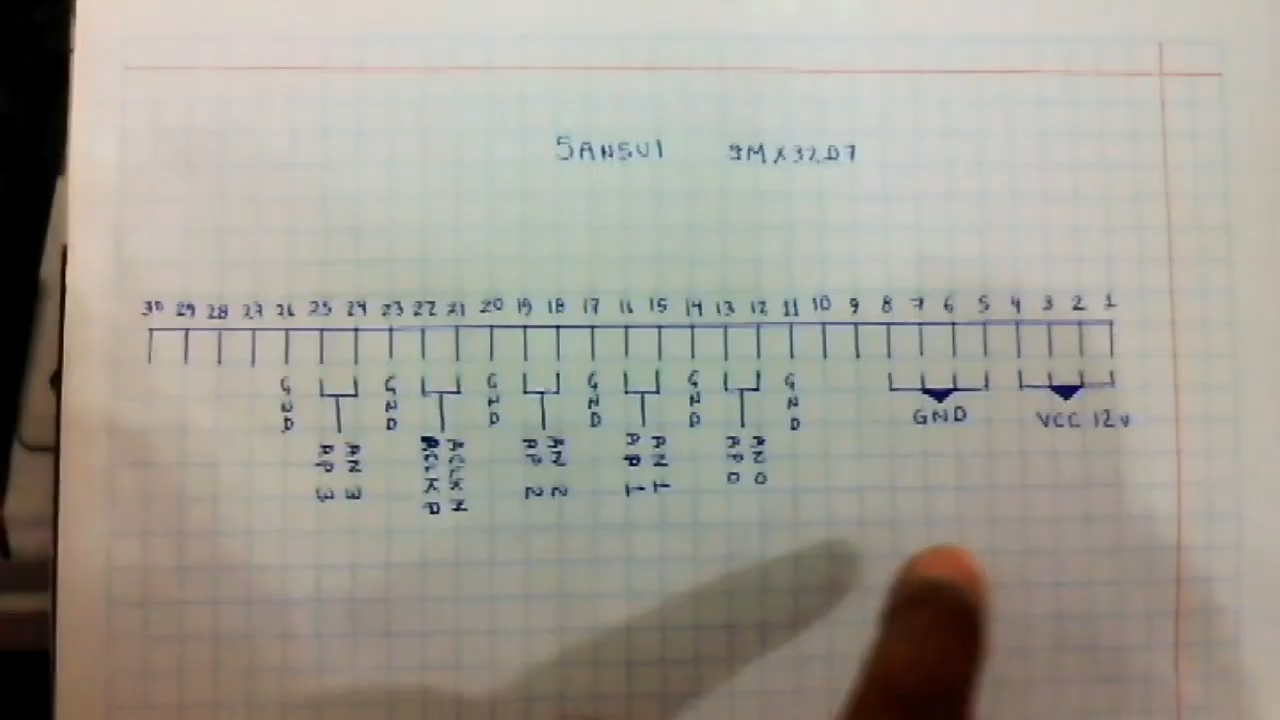 SANSUI SMX32D7
30 29 28 27 26 25 24 23 22 21 20 19 18 17 16 15 14 13 12 11 10 9 8 7 6 5 4 3 2 1
GND GND GND GND GND GND GND VCC 12v
AP 3 AN 3 ACLK P ACLK N AP 2 AN 2 AP 1 AN 1 AP 0 AN 0